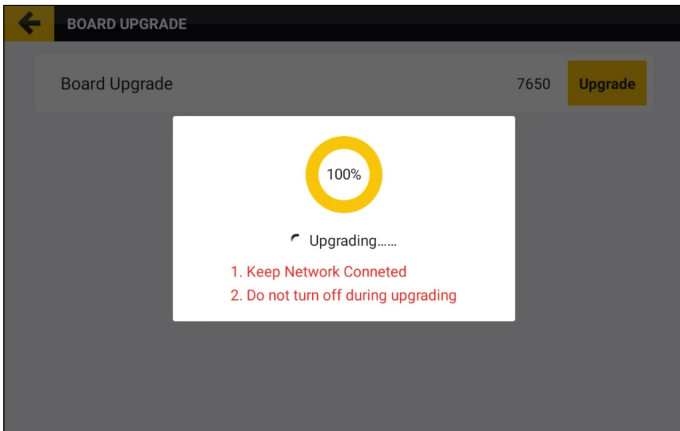 BOARD UPGRADE
Board Upgrade 7650 Upgrade
100%
Upgrading......
1. Keep Network Conneted
2. Do not turn off during upgrading